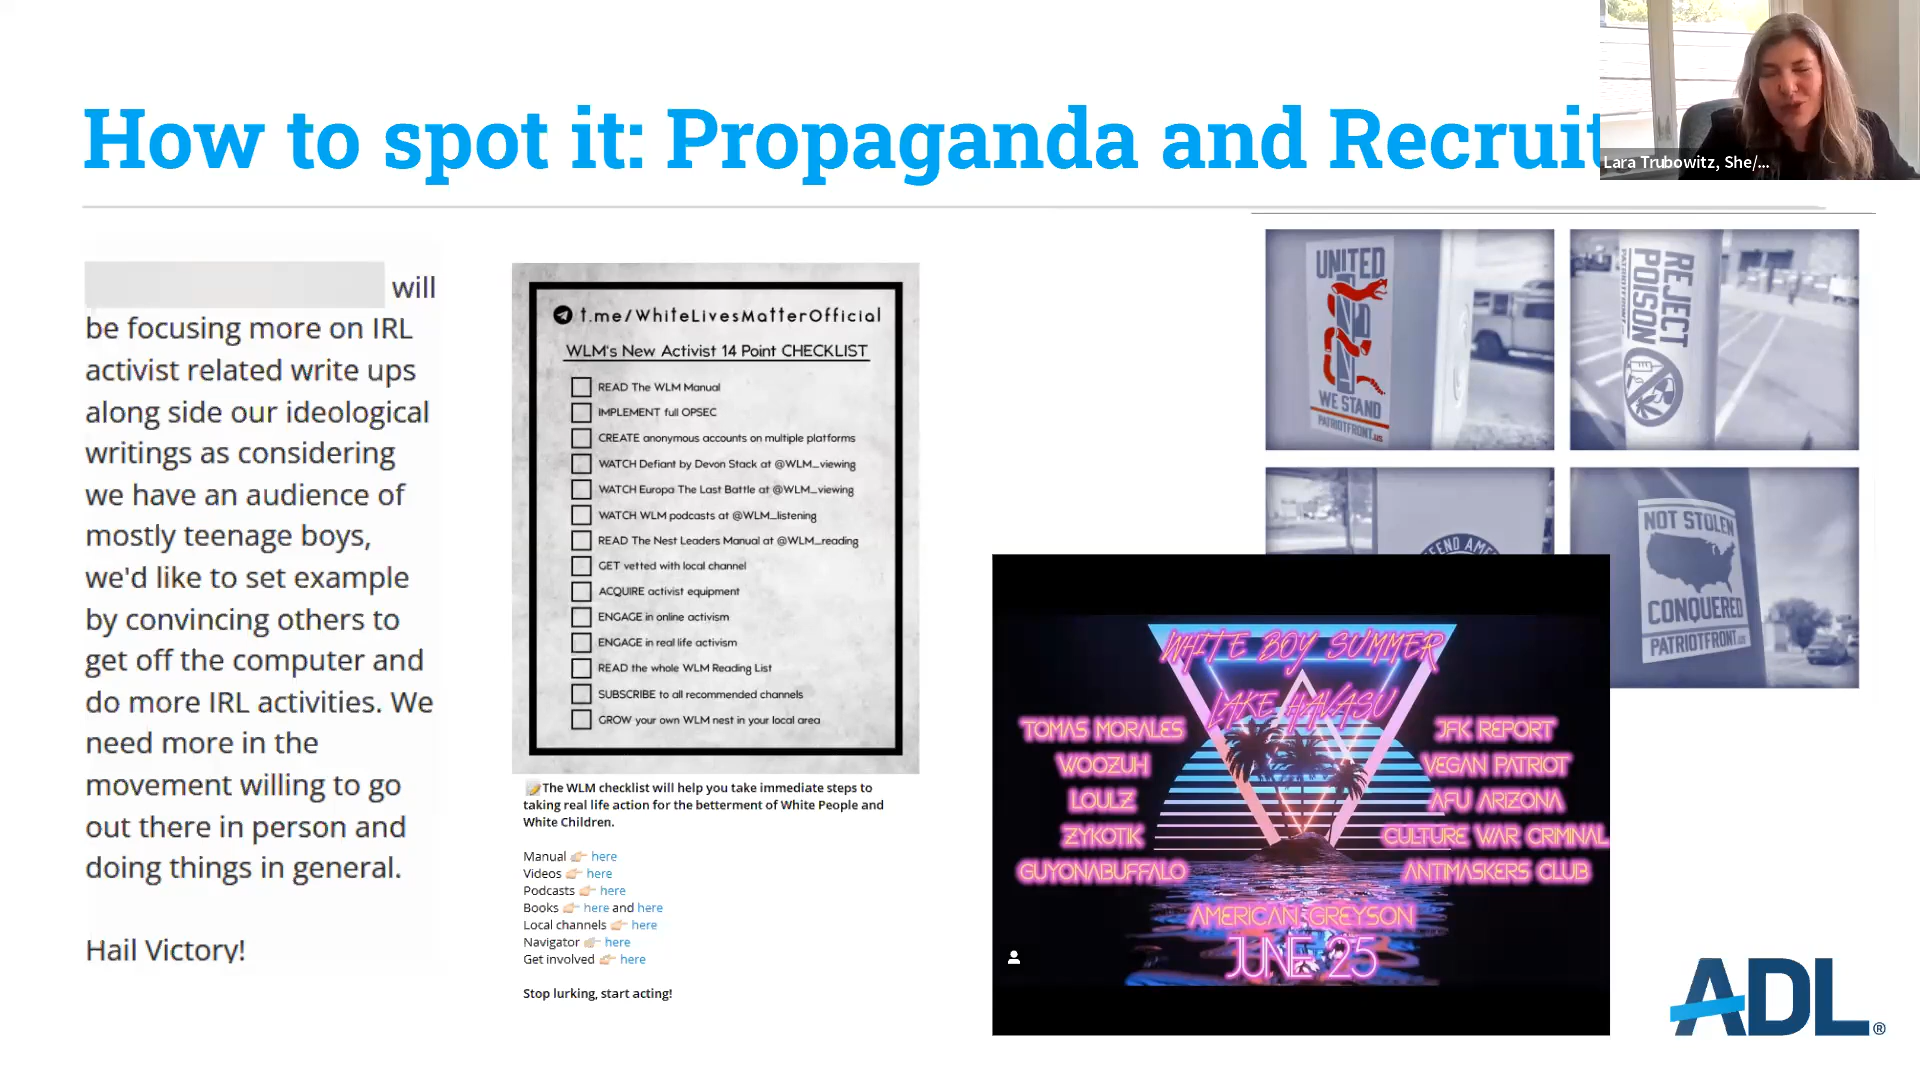 How to spot it: Propaganda and Recruit
Lara Trubowitz, She/...
will
be focusing more on IRL
activist related write ups
along side our ideological
writings as considering
we have an audience of
mostly teenage boys,
we'd like to set example
by convincing others to
get off the computer and
do more IRL activities. We
need more in the
movement willing to go
out there in person and
doing things in general.
Hail Victory!
t.me/WhiteLivesMatterOfficial
WLM's New Activist 14 Point CHECKLIST
READ The WLM Manual
IMPLEMENT full OPSEC
CREATE anonymous accounts on multiple platforms
WATCH Defiant by Devon Stack at @WLM_viewing
WATCH Europa The Last Battle at @WLM_viewing
WATCH WLM podcasts at @WLM_listening
READ The Nest Leaders Manual at @WLM_reading
GET vetted with local channel
ACQUIRE activist equipment
ENGAGE in online activism
ENGAGE in real life activism
READ the whole WLM Reading List
SUBSCRIBE to all recommended channels
GROW your own WLM nest in your local area
📝The WLM checklist will help you take immediate steps to
taking real life action for the betterment of White People and
White Children.
Manual 👉🏻 here
Videos 👉🏻 here
Podcasts 👉🏻 here
Books 👉🏻 here and here
Local channels 👉🏻 here
Navigator 👉🏻 here
Get involved 👉🏻 here
Stop lurking, start acting!
UNITED
WE STAND
PATRIOTFRONT.US
REJECT
POISON
PATRIOTFRONT.US
NOT STOLEN
CONQUERED
PATRIOTFRONT.US
WHITE BOY SUMMER
LAKE HAVASU
TOMAS MORALES
WOOZUH
LOULZ
ZYKOTIK
GUYONABUFFALO
JFK REPORT
VEGAN PATRIOT
AFU ARIZONA
CULTURE WAR CRIMINAL
ANTIMASKERS CLUB
AMERICAN GREYSON
JUNE 25
ADL®